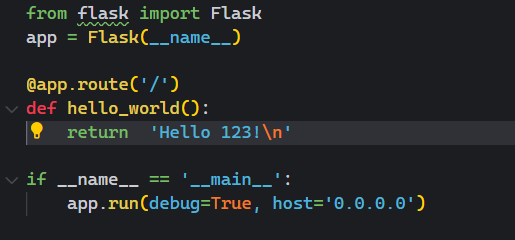 from flask import Flask
app = Flask(__name__)
@app.route('/')
def hello_world():
return  'Hello 123!\n'
if __name__ == '__main__':
app.run(debug=True, host='0.0.0.0')